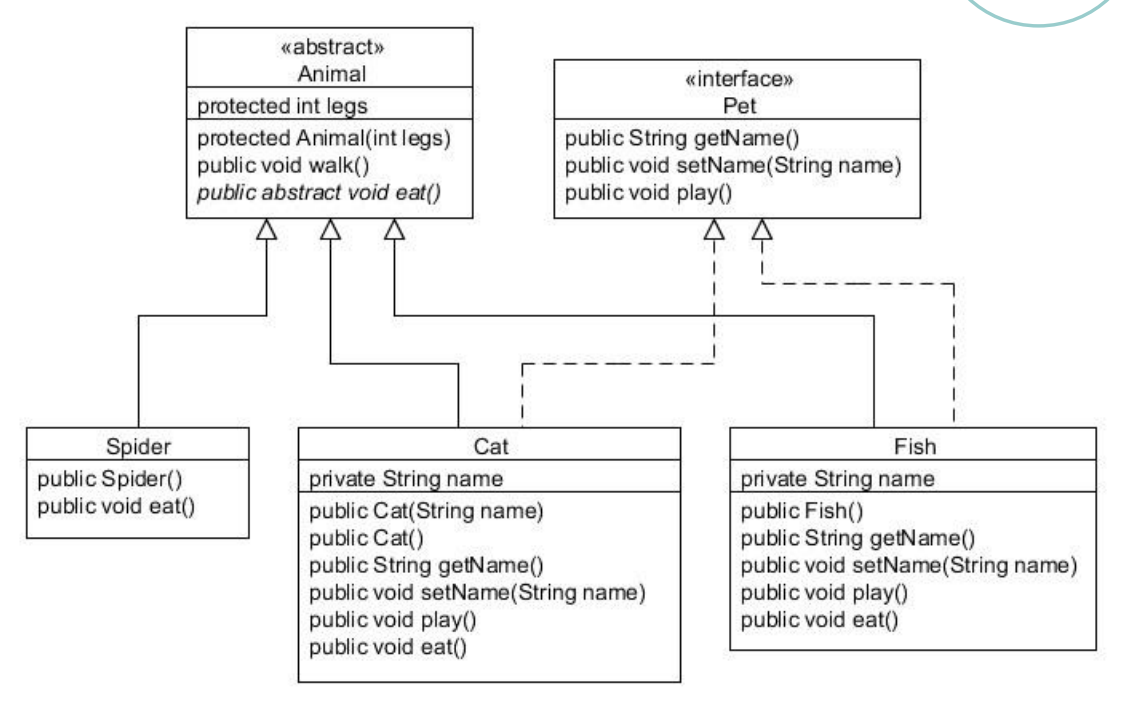 «abstract»
Animal
protected int legs
protected Animal(int legs)
public void walk()
public abstract void eat()
«interface»
Pet
public String getName()
public void setName(String name)
public void play()
Spider
public Spider()
public void eat()
Cat
private String name
public Cat(String name)
public Cat()
public String getName()
public void setName(String name)
public void play()
public void eat()
Fish
private String name
public Fish()
public String getName()
public void setName(String name)
public void play()
public void eat()